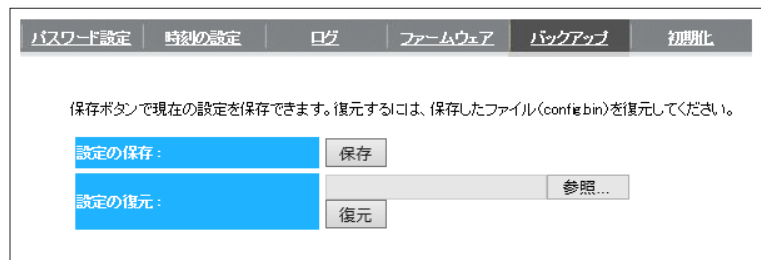 パスワード設定 時刻の設定 ログ ファームウェア バックアップ 初期化
保存ボタンで現在の設定を保存できます。復元するには、保存したファイル(config.bin)を復元してください。
設定の保存： 保存
設定の復元： 参照...
復元